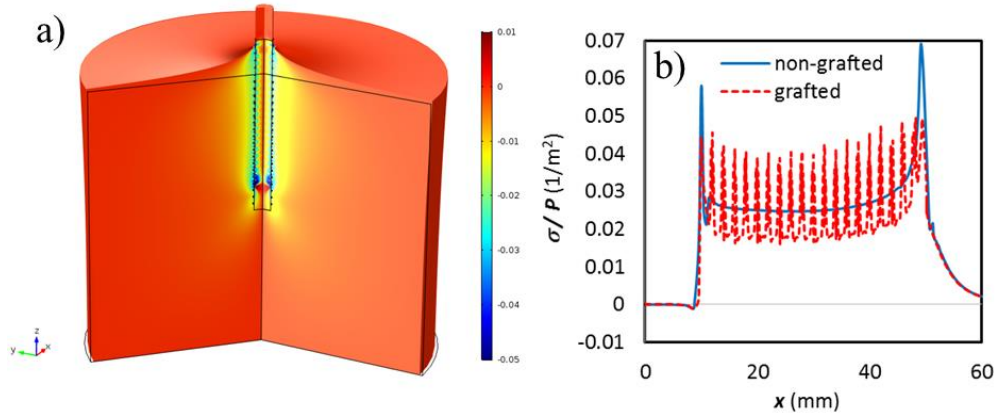 a)
0.01
0
-0.01
-0.02
-0.03
-0.04
-0.05
z
y
x
b)
non-grafted
grafted
σ/P (1/m²)
0.07
0.06
0.05
0.04
0.03
0.02
0.01
0
-0.01
0 20 40 60
x (mm)